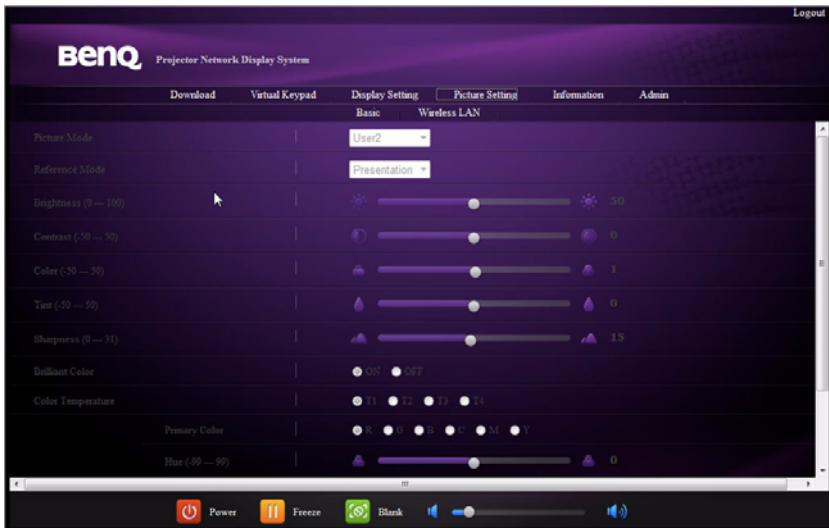 Logout
BenQ Projector Network Display System
Download Virtual Keypad Display Setting Picture Setting Information Admin
Basic Wireless LAN
Picture Mode User2
Reference Mode Presentation
Brightness (0 — 100) 50
Contrast (-50 — 50) 0
Color (-50 — 50) 1
Tint (-50 — 50) 0
Sharpness (0 — 31) 15
Brilliant Color ON OFF
Color Temperature T1 T2 T3 T4
Primary Color R G B C M Y
Hue (-99 — 99) 0
Power Freeze Blank